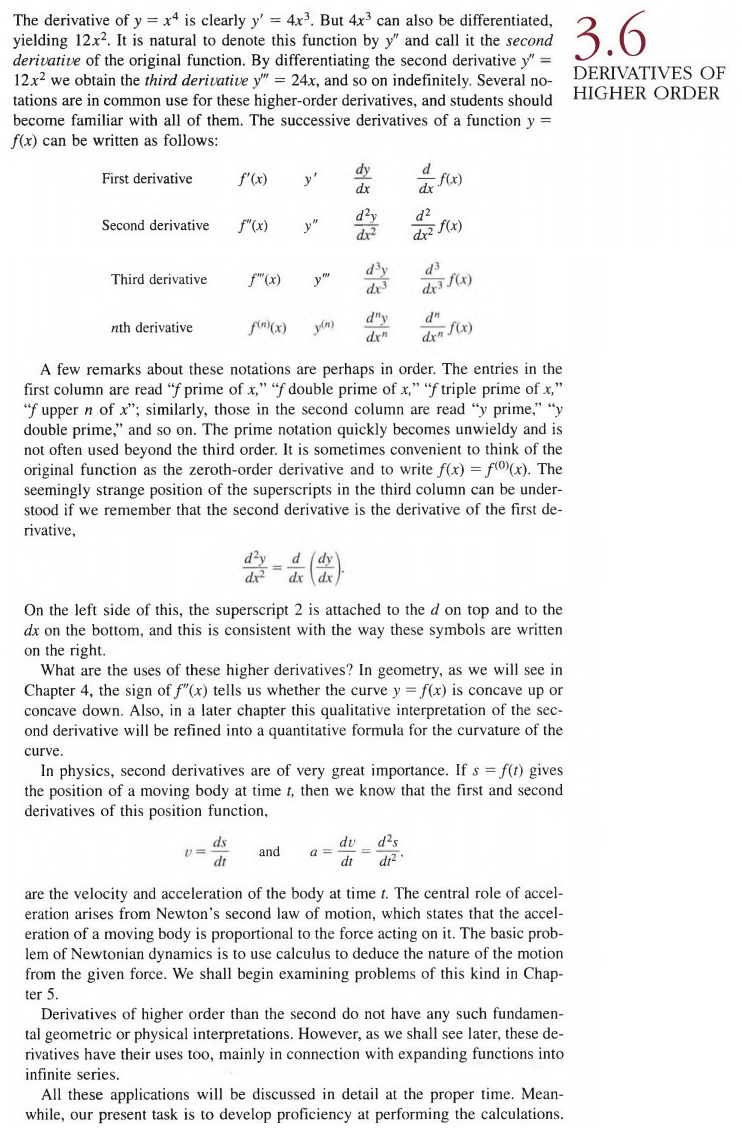 3.6
DERIVATIVES OF
HIGHER ORDER
The derivative of y = x⁴ is clearly y′ = 4x³. But 4x³ can also be differentiated,
yielding 12x². It is natural to denote this function by y″ and call it the second
derivative of the original function. By differentiating the second derivative y″ =
12x² we obtain the third derivative y‴ = 24x, and so on indefinitely. Several no-
tations are in common use for these higher-order derivatives, and students should
become familiar with all of them. The successive derivatives of a function y =
f(x) can be written as follows:
First derivative f′(x) y′ dy/dx d/dx f(x)
Second derivative f″(x) y″ d²y/dx² d²/dx² f(x)
Third derivative f‴(x) y‴ d³y/dx³ d³/dx³ f(x)
nth derivative f⁽ⁿ⁾(x) y⁽ⁿ⁾ dⁿy/dxⁿ dⁿ/dxⁿ f(x)
A few remarks about these notations are perhaps in order. The entries in the
first column are read “f prime of x,” “f double prime of x,” “f triple prime of x,”
“f upper n of x”; similarly, those in the second column are read “y prime,” “y
double prime,” and so on. The prime notation quickly becomes unwieldy and is
not often used beyond the third order. It is sometimes convenient to think of the
original function as the zeroth-order derivative and to write f(x) = f⁽⁰⁾(x). The
seemingly strange position of the superscripts in the third column can be under-
stood if we remember that the second derivative is the derivative of the first de-
rivative,
d²y/dx² = d/dx (dy/dx).
On the left side of this, the superscript 2 is attached to the d on top and to the
dx on the bottom, and this is consistent with the way these symbols are written
on the right.
What are the uses of these higher derivatives? In geometry, as we will see in
Chapter 4, the sign of f″(x) tells us whether the curve y = f(x) is concave up or
concave down. Also, in a later chapter this qualitative interpretation of the sec-
ond derivative will be refined into a quantitative formula for the curvature of the
curve.
In physics, second derivatives are of very great importance. If s = f(t) gives
the position of a moving body at time t, then we know that the first and second
derivatives of this position function,
v = ds/dt and a = dv/dt = d²s/dt²,
are the velocity and acceleration of the body at time t. The central role of accel-
eration arises from Newton’s second law of motion, which states that the accel-
eration of a moving body is proportional to the force acting on it. The basic prob-
lem of Newtonian dynamics is to use calculus to deduce the nature of the motion
from the given force. We shall begin examining problems of this kind in Chap-
ter 5.
Derivatives of higher order than the second do not have any such fundamen-
tal geometric or physical interpretations. However, as we shall see later, these de-
rivatives have their uses too, mainly in connection with expanding functions into
infinite series.
All these applications will be discussed in detail at the proper time. Mean-
while, our present task is to develop proficiency at performing the calculations.